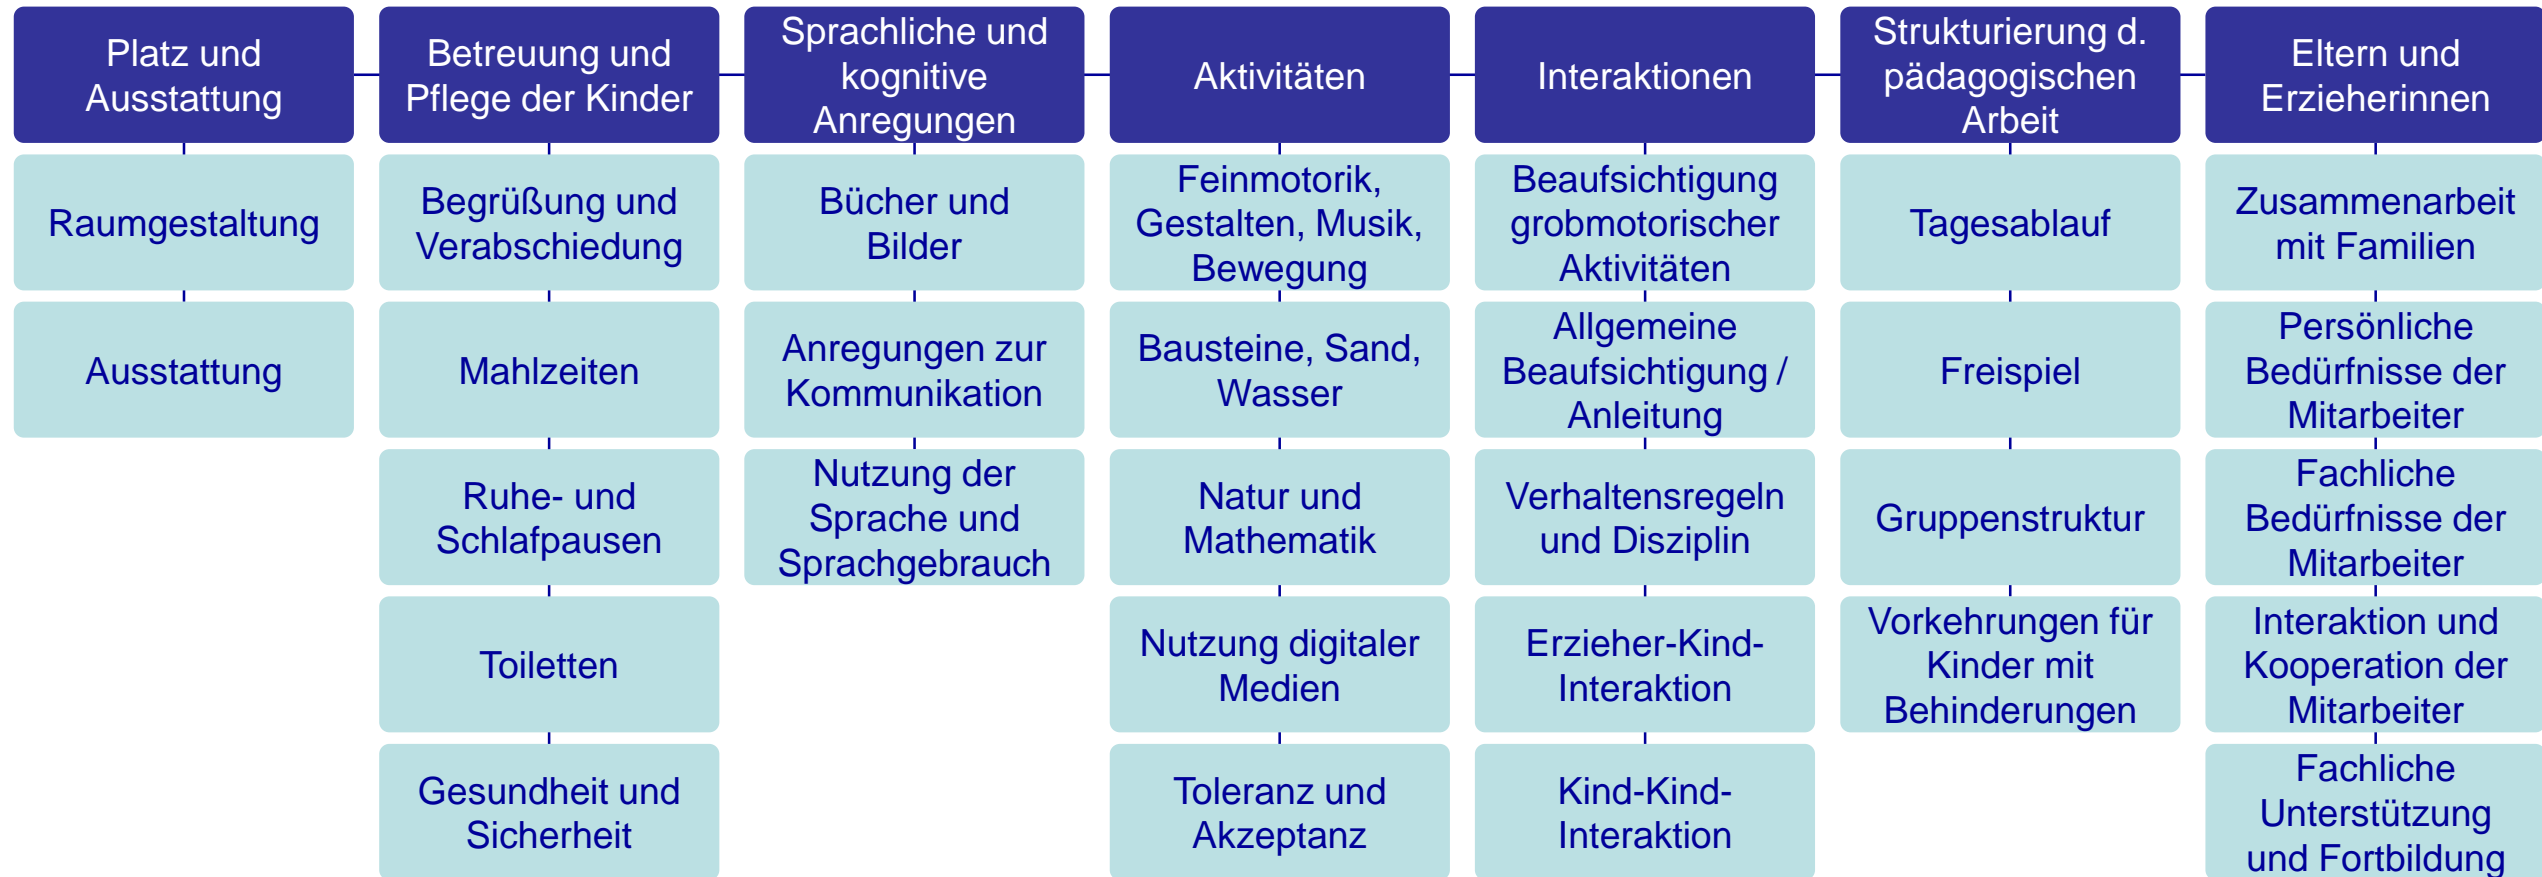 Platz und
Ausstattung
Raumgestaltung
Ausstattung
Betreuung und
Pflege der Kinder
Begrüßung und
Verabschiedung
Mahlzeiten
Ruhe- und
Schlafpausen
Toiletten
Gesundheit und
Sicherheit
Sprachliche und
kognitive
Anregungen
Bücher und
Bilder
Anregungen zur
Kommunikation
Nutzung der
Sprache und
Sprachgebrauch
Aktivitäten
Feinmotorik,
Gestalten, Musik,
Bewegung
Bausteine, Sand,
Wasser
Natur und
Mathematik
Nutzung digitaler
Medien
Toleranz und
Akzeptanz
Interaktionen
Beaufsichtigung
grobmotorischer
Aktivitäten
Allgemeine
Beaufsichtigung /
Anleitung
Verhaltensregeln
und Disziplin
Erzieher-Kind-
Interaktion
Kind-Kind-
Interaktion
Strukturierung d.
pädagogischen
Arbeit
Tagesablauf
Freispiel
Gruppenstruktur
Vorkehrungen für
Kinder mit
Behinderungen
Eltern und
Erzieherinnen
Zusammenarbeit
mit Familien
Persönliche
Bedürfnisse der
Mitarbeiter
Fachliche
Bedürfnisse der
Mitarbeiter
Interaktion und
Kooperation der
Mitarbeiter
Fachliche
Unterstützung
und Fortbildung